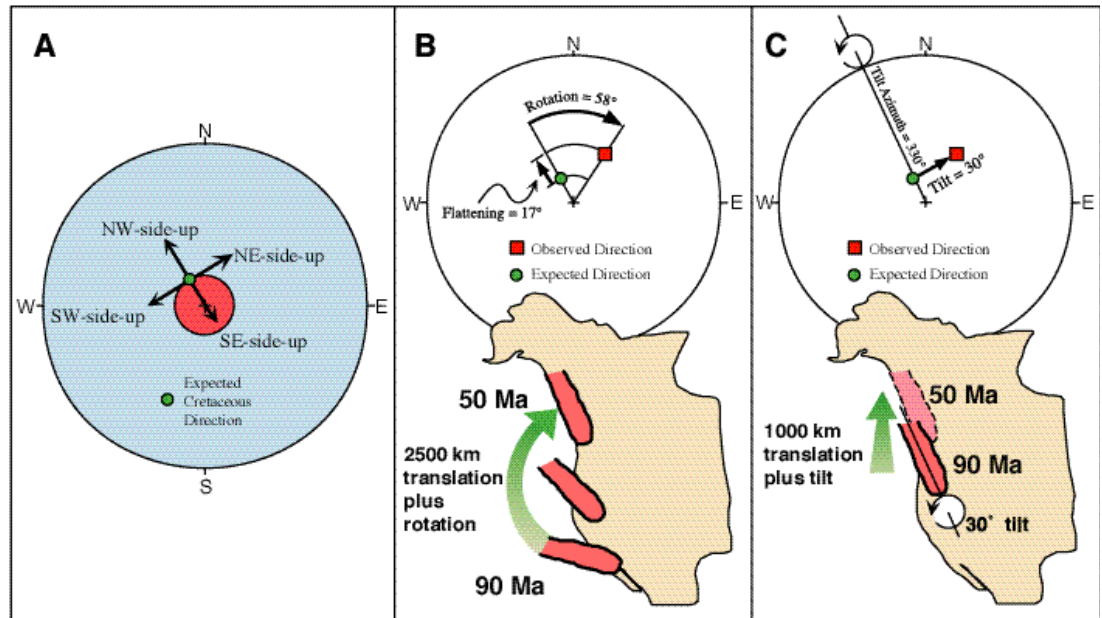 A
N
NW-side-up
NE-side-up
W
E
SW-side-up
SE-side-up
Expected
Cretaceous
Direction
S
B
N
Rotation = 58°
W
E
Flattening = 17°
Observed Direction
Expected Direction
50 Ma
2500 km
translation
plus
rotation
90 Ma
C
N
Tilt Azimuth = 330°
Tilt = 30°
W
E
Observed Direction
Expected Direction
50 Ma
1000 km
translation
plus tilt
90 Ma
30° tilt